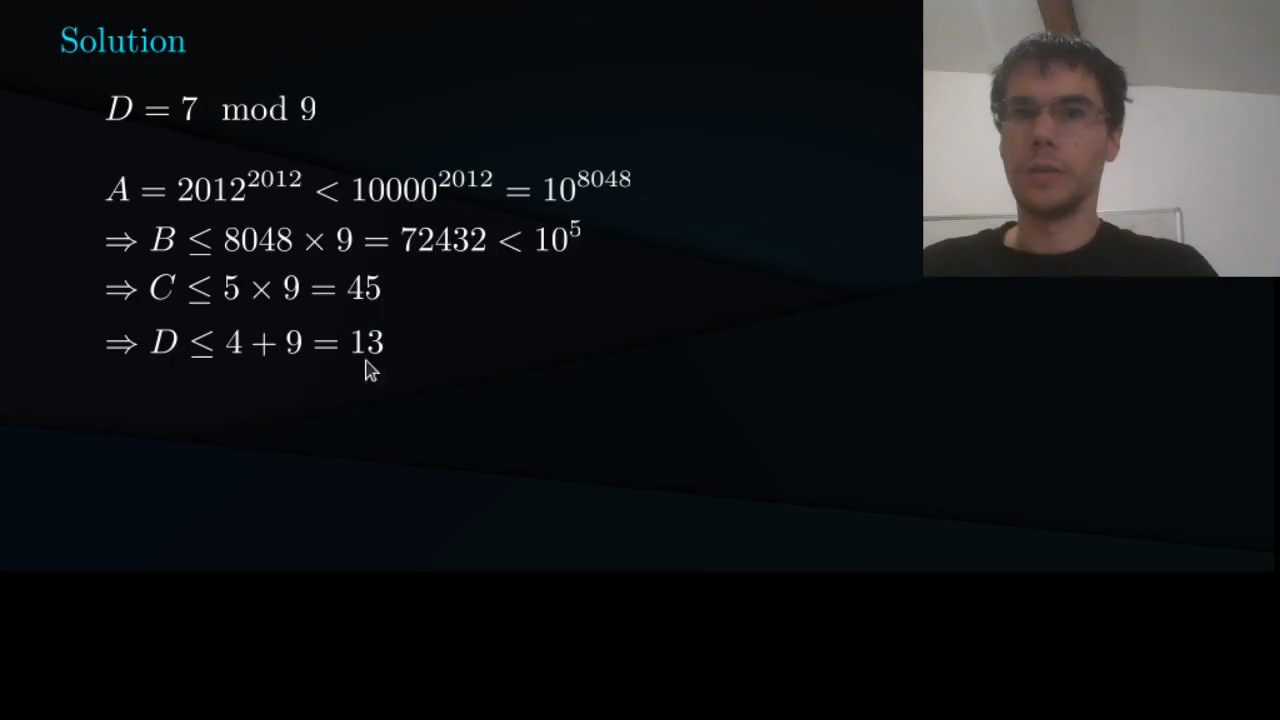 Solution
D = 7 mod 9
A = 2012^2012 < 10000^2012 = 10^8048
⇒ B ≤ 8048 × 9 = 72432 < 10^5
⇒ C ≤ 5 × 9 = 45
⇒ D ≤ 4 + 9 = 13